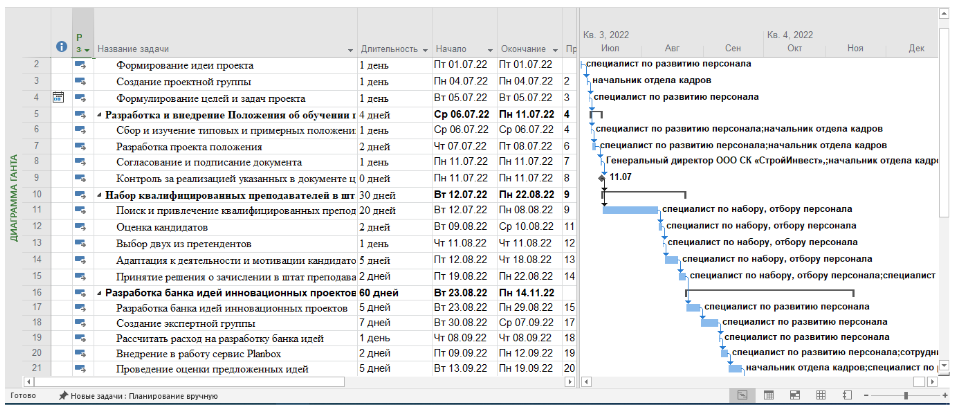 Кв. 3, 2022 Кв. 4, 2022
Р
з
Название задачи Длительность Начало Окончание Пр Июл Авг Сен Окт Ноя Дек
2 Формирование идеи проекта 1 день Пт 01.07.22 Пт 01.07.22 специалист по развитию персонала
3 Создание проектной группы 1 день Пн 04.07.22 Пн 04.07.22 2 начальник отдела кадров
4 Формулирование целей и задач проекта 1 день Вт 05.07.22 Вт 05.07.22 3 специалист по развитию персонала
5 Разработка и внедрение Положения об обучении 4 дней Ср 06.07.22 Пн 11.07.22 4
6 Сбор и изучение типовых и примерных 1 день Ср 06.07.22 Ср 06.07.22 4 специалист по развитию персонала;начальник отдела кадров
7 Разработка проекта положения 2 дней Чт 07.07.22 Пт 08.07.22 6 специалист по развитию персонала;начальник отдела кадров
8 Согласование и подписание документа 1 день Пн 11.07.22 Пн 11.07.22 7 Генеральный директор ООО СК «СтройИнвест»,;начальник отдела
9 Контроль за реализацией указанных в документе 0 дней Пн 11.07.22 Пн 11.07.22 8 11.07
10 Набор квалифицированных преподавателей в шт 30 дней Вт 12.07.22 Пн 22.08.22 9
11 Поиск и привлечение квалифицированных препод 20 дней Вт 12.07.22 Пн 08.08.22 9 специалист по набору, отбору персонала
12 Оценка кандидатов 2 дней Вт 09.08.22 Ср 10.08.22 11 специалист по набору, отбору персонала
13 Выбор двух из претендентов 1 день Чт 11.08.22 Чт 11.08.22 12 специалист по набору, отбору персонала
14 Адаптация к деятельности и мотивации кандидато 5 дней Пт 12.08.22 Чт 18.08.22 13 специалист по набору, отбору персонала
15 Принятие решения о зачислении в штат преподава 2 дней Пт 19.08.22 Пн 22.08.22 14 специалист по набору, отбору персонала;специалист
16 Разработка банка идей инновационных проектов 60 дней Вт 23.08.22 Пн 14.11.22
17 Разработка банка идей инновационных проектов 5 дней Вт 23.08.22 Пн 29.08.22 15 специалист по развитию персонала
18 Создание экспертной группы 7 дней Вт 30.08.22 Ср 07.09.22 17 специалист по развитию персонала
19 Рассчитать расход на разработку банка идей 1 день Чт 08.09.22 Чт 08.09.22 18 специалист по развитию персонала
20 Внедрение в работу сервис Planbox 2 дней Пт 09.09.22 Пн 12.09.22 19 специалист по развитию персонала;сотрудн
21 Проведение оценки предложенных идей 5 дней Вт 13.09.22 Пн 19.09.22 20 начальник отдела кадров;специалист по
ДИАГРАММА ГАНТА
Готово Новые задачи : Планирование вручную